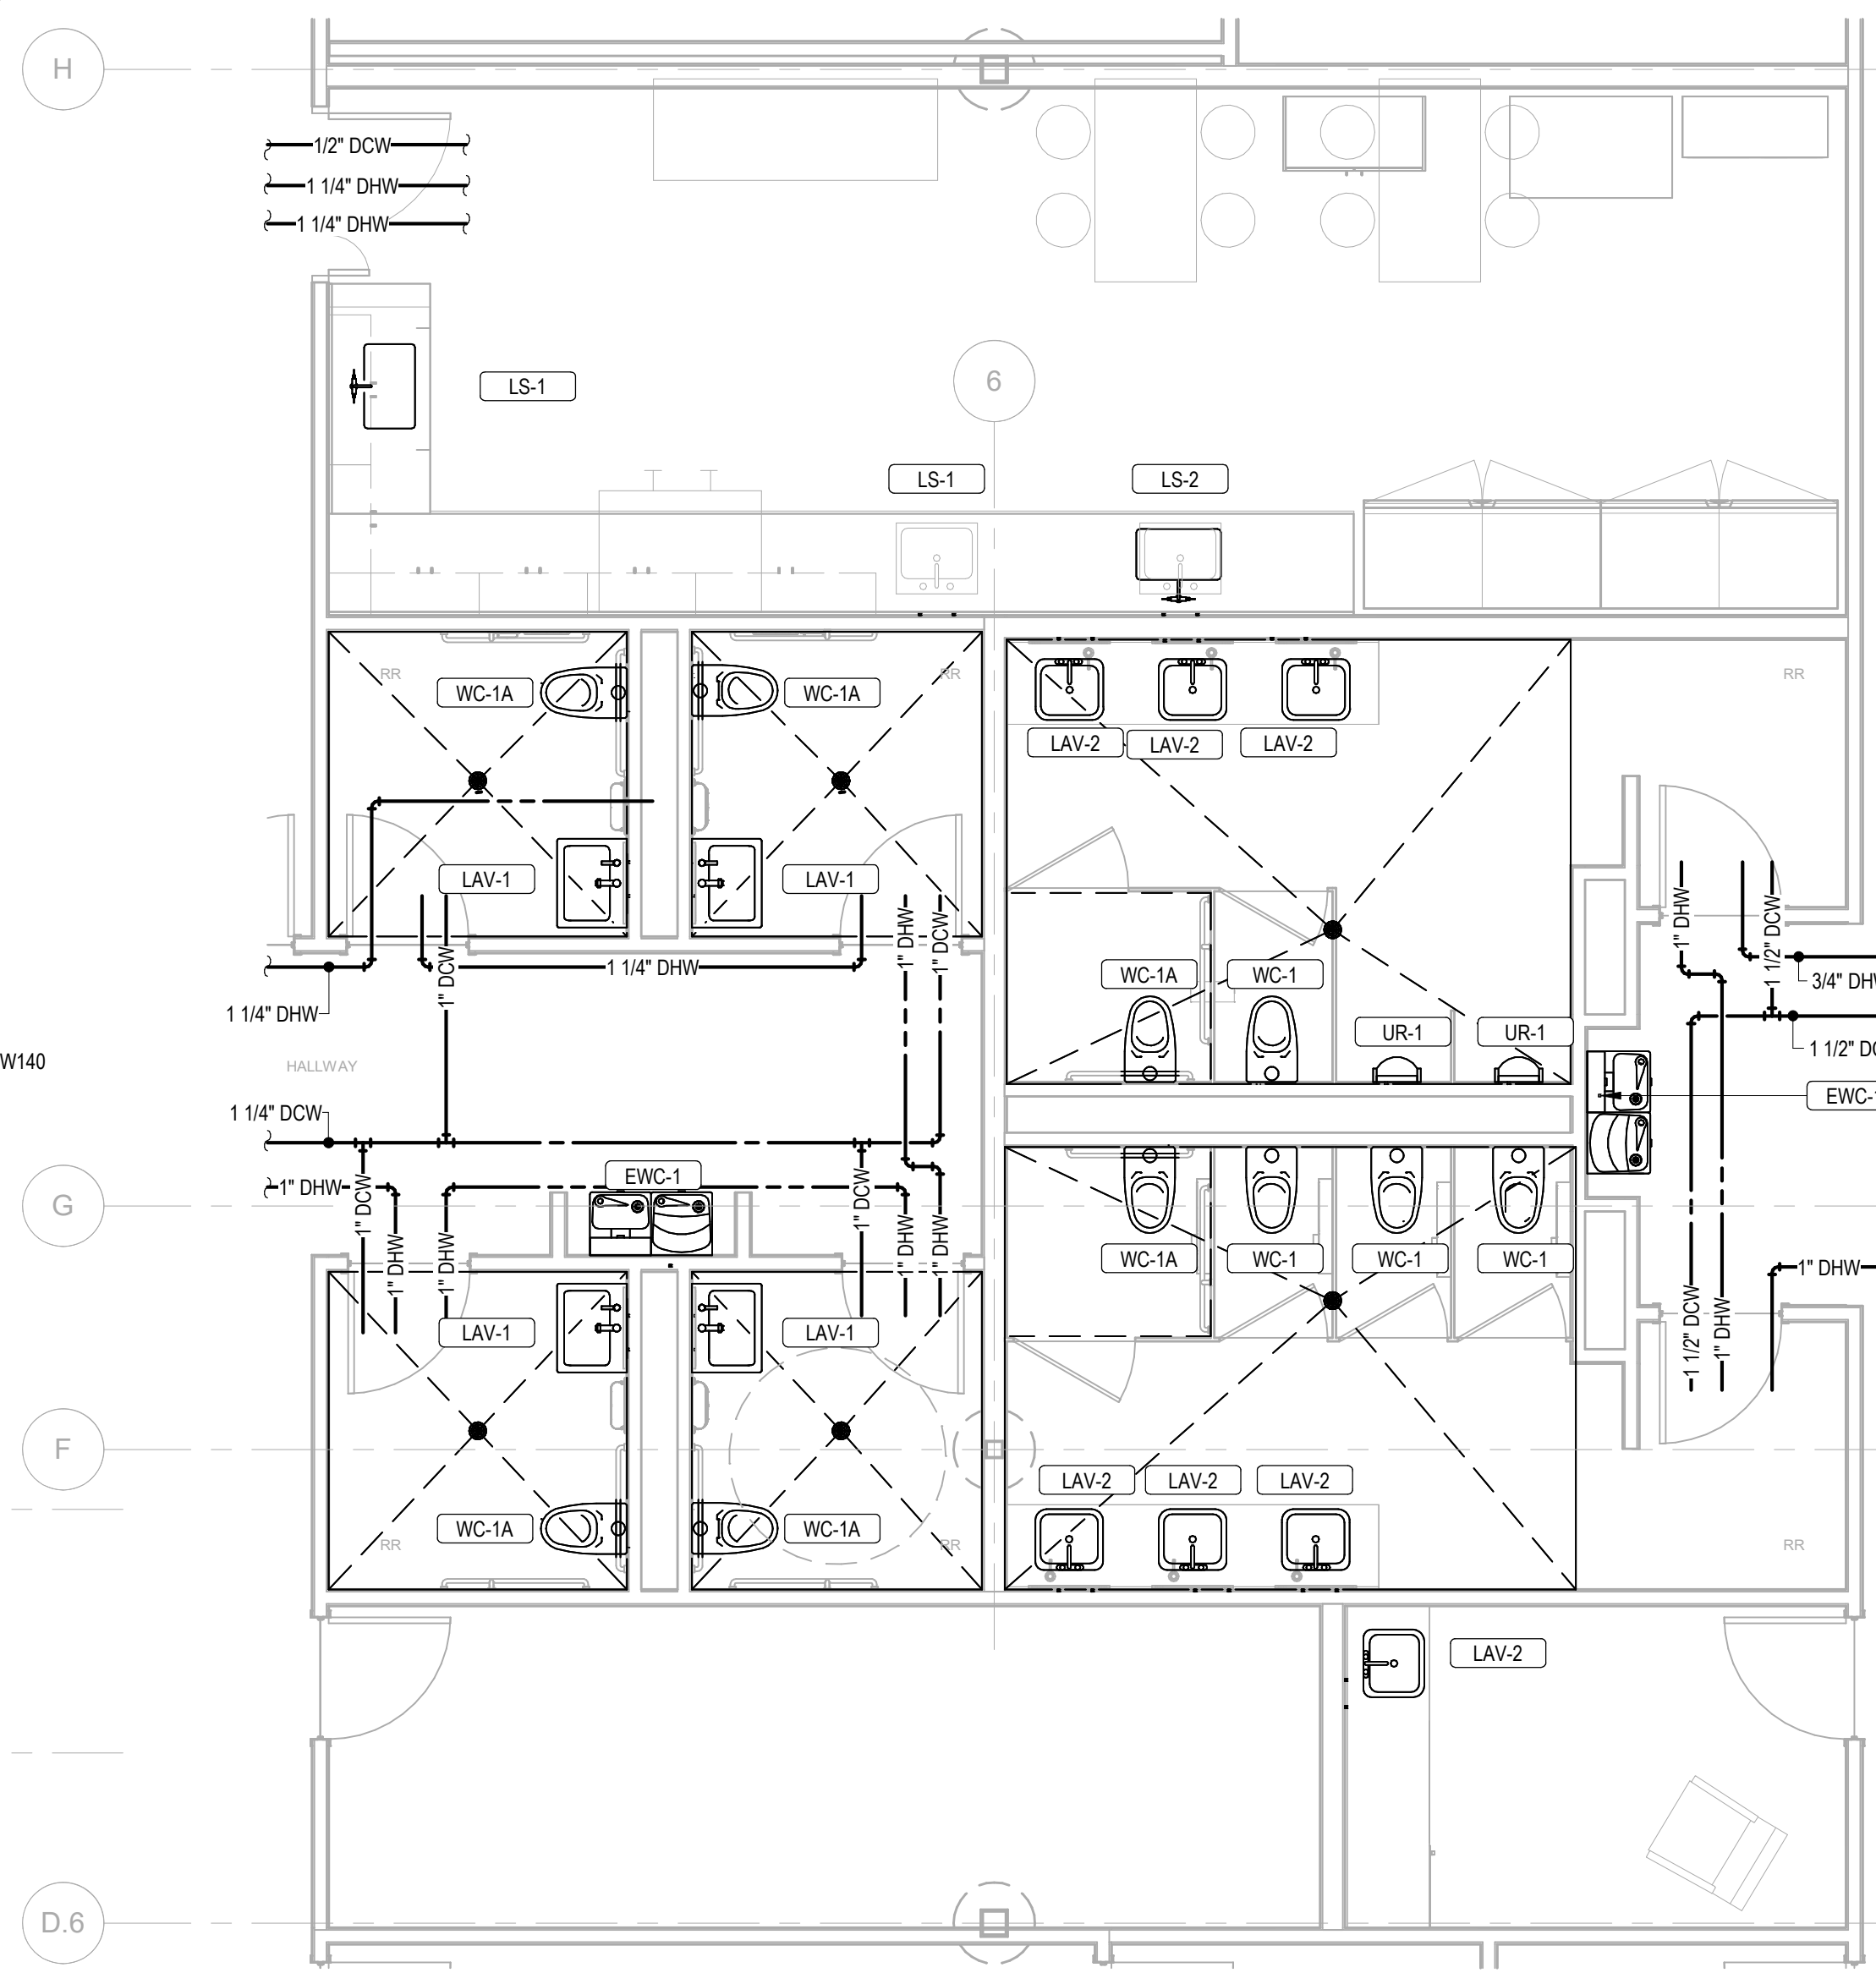 H
1/2" DCW
1 1/4" DHW
1 1/4" DHW
LS-1
6
LS-1
LS-2
RR
WC-1A
WC-1A
RR
RR
LAV-2
LAV-2
LAV-2
LAV-1
LAV-1
1" DHW
1" DCW
1" DCW
1 1/4" DHW
1 1/4" DHW
WC-1A
WC-1
UR-1
UR-1
1" DHW
1 1/2" DCW
3/4" DH
1 1/2" D
W140
HALLWAY
1 1/4" DCW
EWC-
EWC-1
1" DHW
1" DCW
1" DHW
1" DHW
1" DCW
1" DHW
1" DHW
G
WC-1A
WC-1
WC-1
WC-1
1" DHW
1 1/2" DCW
1" DHW
LAV-1
LAV-1
F
LAV-2
LAV-2
LAV-2
WC-1A
WC-1A
RR
RR
RR
LAV-2
D.6